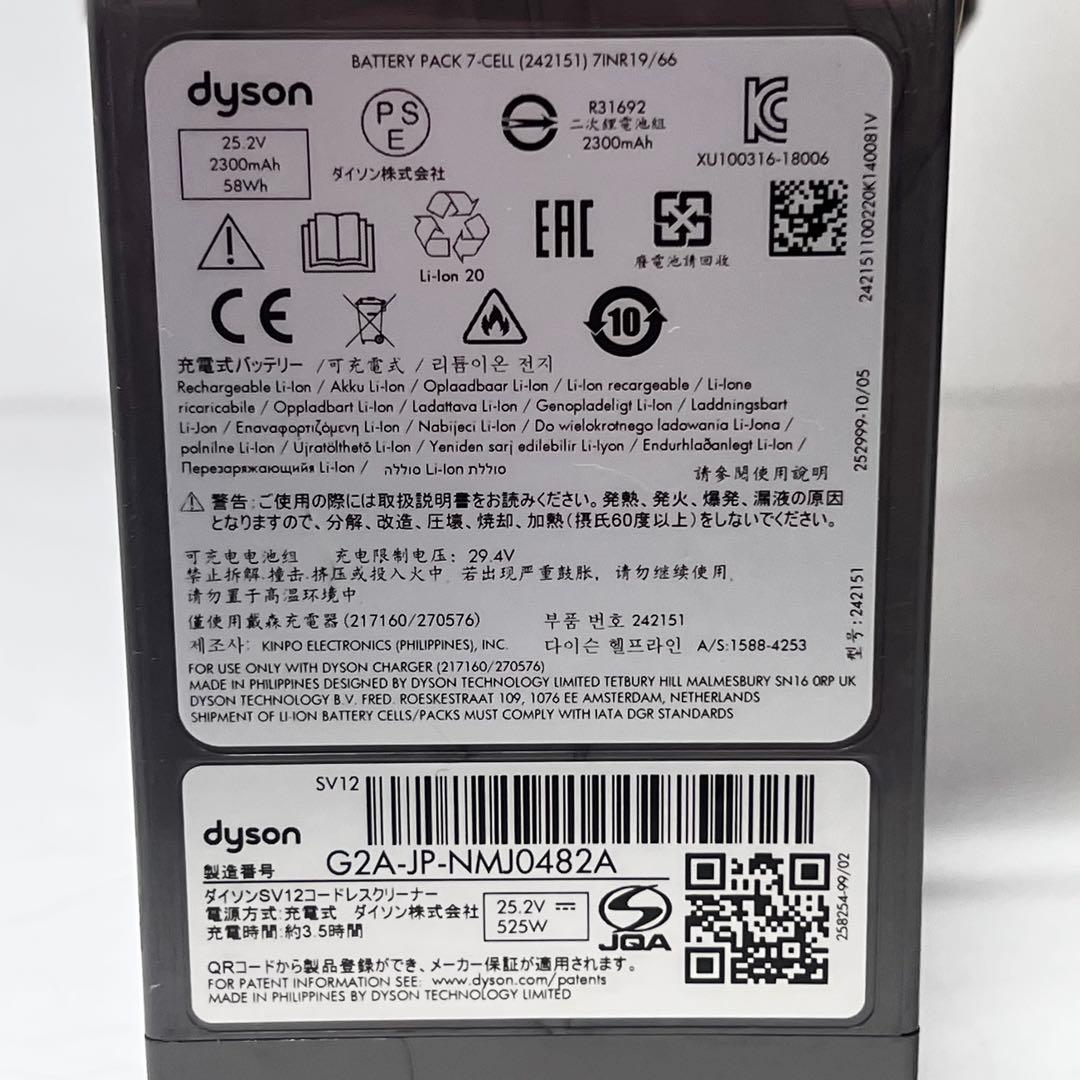 BATTERY PACK 7-CELL (242151) 7INR19/66
dyson
25.2V
2300mAh
58Wh
PS
E
ダイソン株式会社
R31692
二次鋰電池組
2300mAh
XU100316-18006
Li-Ion 20
EAC
廢電池請回收
242151100220K140081V
CE
10
充電式バッテリー /可充電式 / 리튬이온 전지
Rechargeable Li-Ion / Akku Li-Ion / Oplaadbaar Li-Ion / Li-Ion recargeable / Li-Ione
ricaricabile / Oppladbart Li-Ion / Ladattava Li-Ion / Genopladeligt Li-Ion / Laddningsbart
Li-Jon / Επαναφορτιζόμενη Li-Ion / Nabíjecí Li-Ion / Do wielokrotnego ladowania Li-Jona /
polnilne Li-Ion / Újratölthető Li-Ion / Yeniden sarj edilebilir Li-Iyon / Endurhlaðanlegt Li-Ion /
Перезаряжающийя Li-Ion / סוללת Li-Ion סוללה
請參閱使用說明
252999-10/05
警告:ご使用の際には取扱説明書をお読みください。発熱、発火、爆発、漏液の原因
となりますので、分解、改造、圧壊、焼却、加熱(摂氏60度以上)をしないでください。
可充电电池组 充电限制电压: 29.4V
禁止拆解.撞击.挤压或投入火中.若出现严重鼓胀,请勿继续使用.
请勿置于高温环境中.
僅使用戴森充電器(217160/270576) 부품 번호 242151
제조사: KINPO ELECTRONICS (PHILIPPINES), INC. 다이슨 헬프라인 A/S:1588-4253
型号:242151
FOR USE ONLY WITH DYSON CHARGER (217160/270576)
MADE IN PHILIPPINES DESIGNED BY DYSON TECHNOLOGY LIMITED TETBURY HILL MALMESBURY SN16 0RP UK
DYSON TECHNOLOGY B.V. FRED. ROESKESTRAAT 109, 1076 EE AMSTERDAM, NETHERLANDS
SHIPMENT OF LI-ION BATTERY CELLS/PACKS MUST COMPLY WITH IATA DGR STANDARDS
SV12
dyson
製造番号 G2A-JP-NMJ0482A
ダイソンSV12コードレスクリーナー
電源方式:充電式 ダイソン株式会社
充電時間:約3.5時間
25.2V
525W
JQA
258254-99/02
QRコードから製品登録ができ、メーカー保証が適用されます。
FOR PATENT INFORMATION SEE: www.dyson.com/patents
MADE IN PHILIPPINES BY DYSON TECHNOLOGY LIMITED